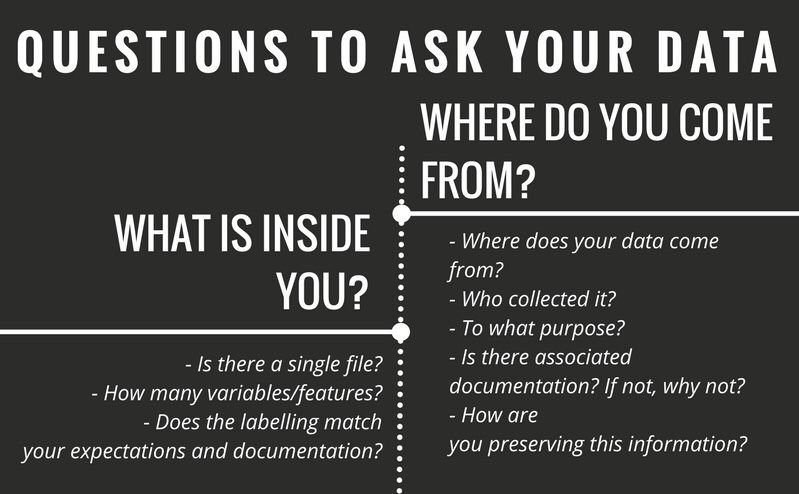 QUESTIONS TO ASK YOUR DATA
WHERE DO YOU COME
FROM?
- Where does your data come
from?
- Who collected it?
- To what purpose?
- Is there associated
documentation? If not, why not?
- How are
you preserving this information?
WHAT IS INSIDE
YOU?
- Is there a single file?
- How many variables/features?
- Does the labelling match
your expectations and documentation?